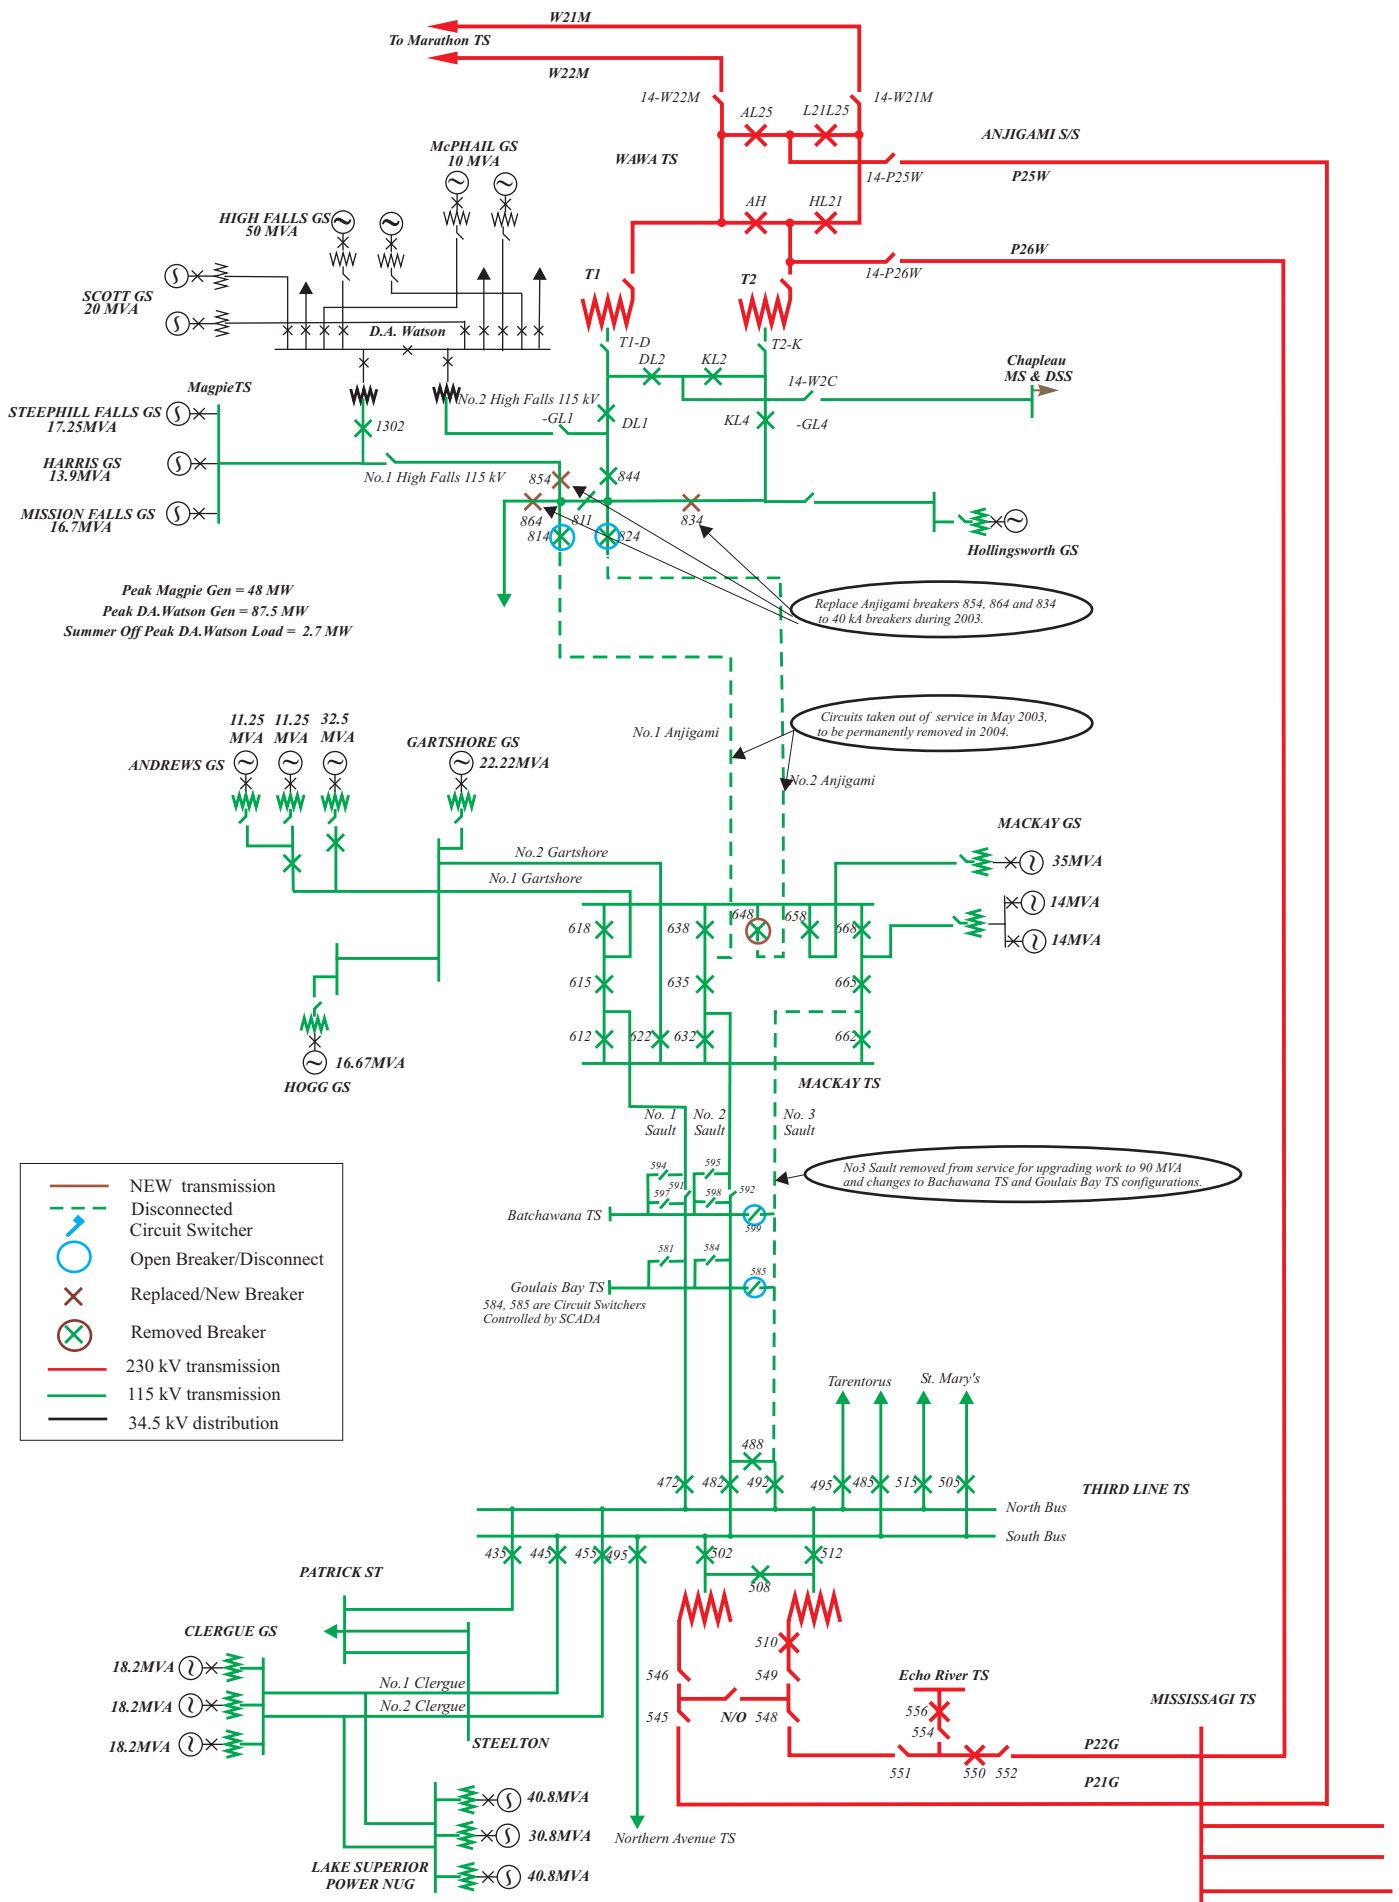 W21M
To Marathon TS
W22M
14-W22M
14-W21M
AL25
L21L25
ANJIGAMI S/S
WAWA TS
14-P25W
P25W
McPHAIL GS
10 MVA
AH
HL21
HIGH FALLS GS
50 MVA
P26W
14-P26W
T1
T2
SCOTT GS
20 MVA
D.A. Watson
T1-D
T2-K
DL2
KL2
Chapleau
MS & DSS
14-W2C
MagpieTS
No.2 High Falls 115 kV
-GL1
DL1
KL4
-GL4
STEEPHILL FALLS GS
17.25MVA
1302
HARRIS GS
13.9MVA
No.1 High Falls 115 kV
854
844
MISSION FALLS GS
16.7MVA
864
811
834
814
824
Hollingsworth GS
Peak Magpie Gen = 48 MW
Peak DA.Watson Gen = 87.5 MW
Summer Off Peak DA.Watson Load = 2.7 MW
Replace Anjigami breakers 854, 864 and 834
to 40 kA breakers during 2003.
Circuits taken out of service in May 2003,
to be permanently removed in 2004.
No.1 Anjigami
No.2 Anjigami
11.25
MVA
11.25
MVA
32.5
MVA
ANDREWS GS
GARTSHORE GS
22.22MVA
MACKAY GS
35MVA
No.2 Gartshore
No.1 Gartshore
14MVA
14MVA
618
638
648
658
668
615
635
665
612
622
632
662
16.67MVA
HOGG GS
MACKAY TS
No. 1
Sault
No. 2
Sault
No. 3
Sault
No3 Sault removed from service for upgrading work to 90 MVA
and changes to Bachawana TS and Goulais Bay TS configurations.
594
595
591
592
597
598
Batchawana TS
599
581
584
585
Goulais Bay TS
584, 585 are Circuit Switchers
Controlled by SCADA
NEW transmission
Disconnected
Circuit Switcher
Open Breaker/Disconnect
Replaced/New Breaker
Removed Breaker
230 kV transmission
115 kV transmission
34.5 kV distribution
Tarentorus
St. Mary's
488
472
482
492
495
485
515
505
THIRD LINE TS
North Bus
South Bus
435
445
455
495
502
512
508
PATRICK ST
CLERGUE GS
18.2MVA
18.2MVA
18.2MVA
No.1 Clergue
No.2 Clergue
STEELTON
510
546
549
545
N/O
548
Echo River TS
556
554
551
550
552
MISSISSAGI TS
P22G
P21G
40.8MVA
30.8MVA
40.8MVA
LAKE SUPERIOR
POWER NUG
Northern Avenue TS